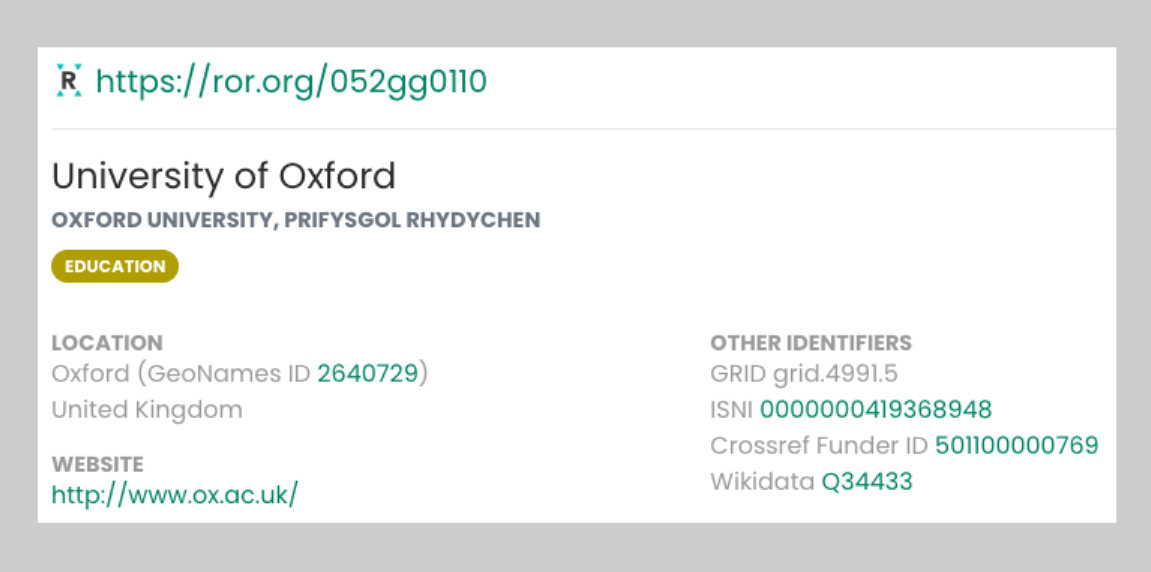 R https://ror.org/052gg0110
University of Oxford
OXFORD UNIVERSITY, PRIFYSGOL RHYDYCHEN
EDUCATION
LOCATION
Oxford (GeoNames ID 2640729)
United Kingdom
WEBSITE
http://www.ox.ac.uk/
OTHER IDENTIFIERS
GRID grid.4991.5
ISNI 0000000419368948
Crossref Funder ID 501100000769
Wikidata Q34433